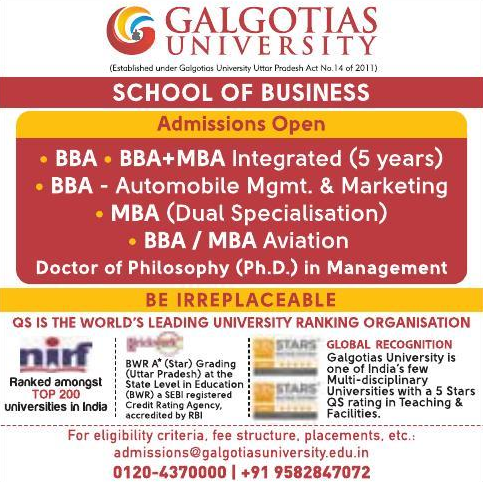 GALGOTIAS
UNIVERSITY
(Established under Galgotias University Uttar Pradesh Act No.14 of 2011)
SCHOOL OF BUSINESS
Admissions Open
• BBA • BBA+MBA Integrated (5 years)
• BBA - Automobile Mgmt. & Marketing
• MBA (Dual Specialisation)
• BBA / MBA Aviation
Doctor of Philosophy (Ph.D.) in Management
BE IRREPLACEABLE
QS IS THE WORLD'S LEADING UNIVERSITY RANKING ORGANISATION
nirf
Ranked amongst
TOP 200
universities in India
Brickwork
BWR A* (Star) Grading
(Uttar Pradesh) at the
State Level in Education
(BWR) a SEBI registered
Credit Rating Agency,
accredited by RBI
STARS
STARS
GLOBAL RECOGNITION
Galgotias University is
one of India's few
Multi-disciplinary
Universities with a 5 Stars
QS rating in Teaching &
Facilities.
For eligibility criteria, fee structure, placements, etc.:
admissions@galgotiasuniversity.edu.in
0120-4370000 | +91 9582847072